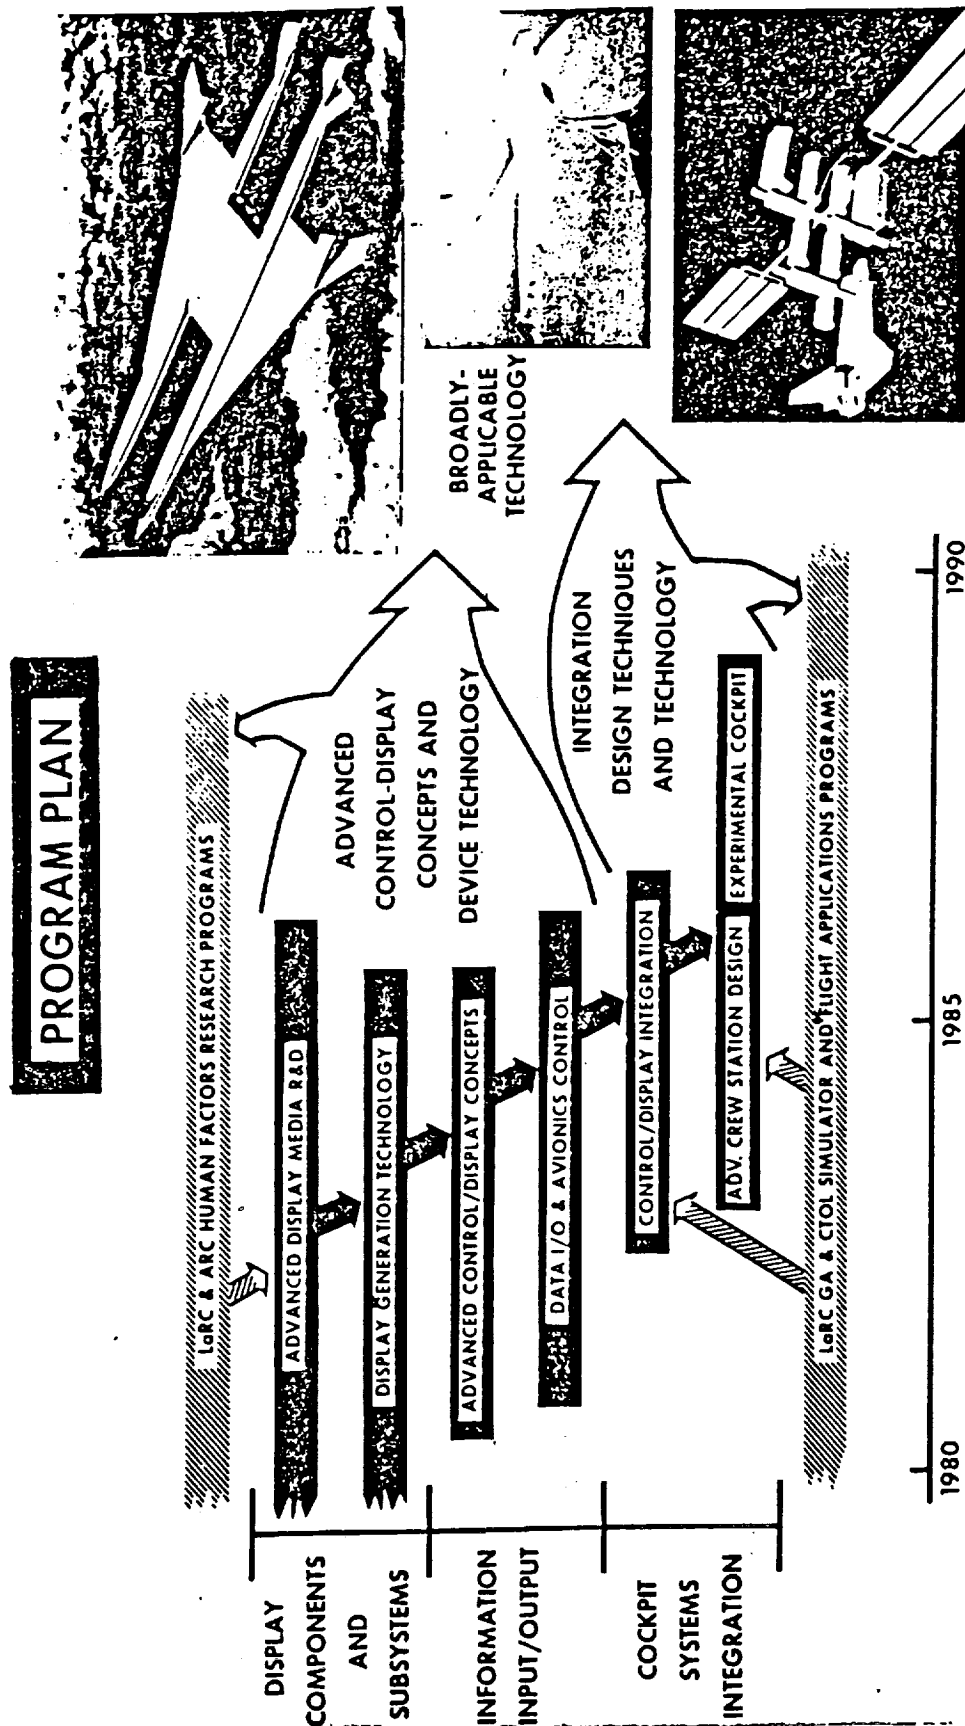 PROGRAM PLAN
LaRC & ARC HUMAN FACTORS RESEARCH PROGRAMS
DISPLAY
COMPONENTS
AND
SUBSYSTEMS
ADVANCED DISPLAY MEDIA R&D
DISPLAY GENERATION TECHNOLOGY
ADVANCED
CONTROL-DISPLAY
CONCEPTS AND
DEVICE TECHNOLOGY
INFORMATION
INPUT/OUTPUT
ADVANCED CONTROL/DISPLAY CONCEPTS
DATA I/O & AVIONICS CONTROL
BROADLY-
APPLICABLE
TECHNOLOGY
INTEGRATION
DESIGN TECHNIQUES
AND TECHNOLOGY
COCKPIT
SYSTEMS
INTEGRATION
CONTROL/DISPLAY INTEGRATION
ADV. CREW STATION DESIGN
EXPERIMENTAL COCKPIT
LaRC GA & CTOL SIMULATOR AND FLIGHT APPLICATIONS PROGRAMS
1980
1985
1990